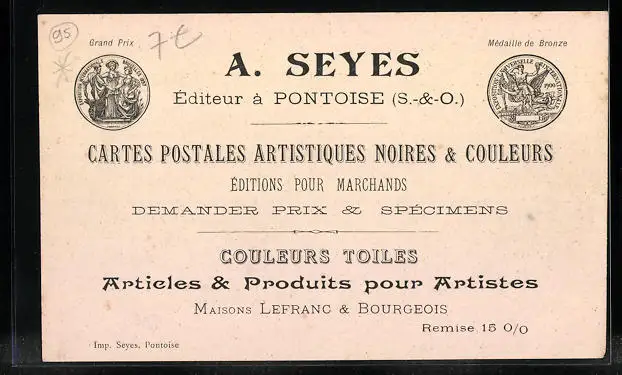 95
7€
Grand Prix
Médaille de Bronze
A. SEYES
Éditeur à PONTOISE (S.-&-O.)
CARTES POSTALES ARTISTIQUES NOIRES & COULEURS
ÉDITIONS POUR MARCHANDS
DEMANDER PRIX & SPÉCIMENS
COULEURS TOILES
Articles & Produits pour Artistes
MAISONS LEFRANC & BOURGEOIS
Remise 15 0/0
Imp. Seyes, Pontoise